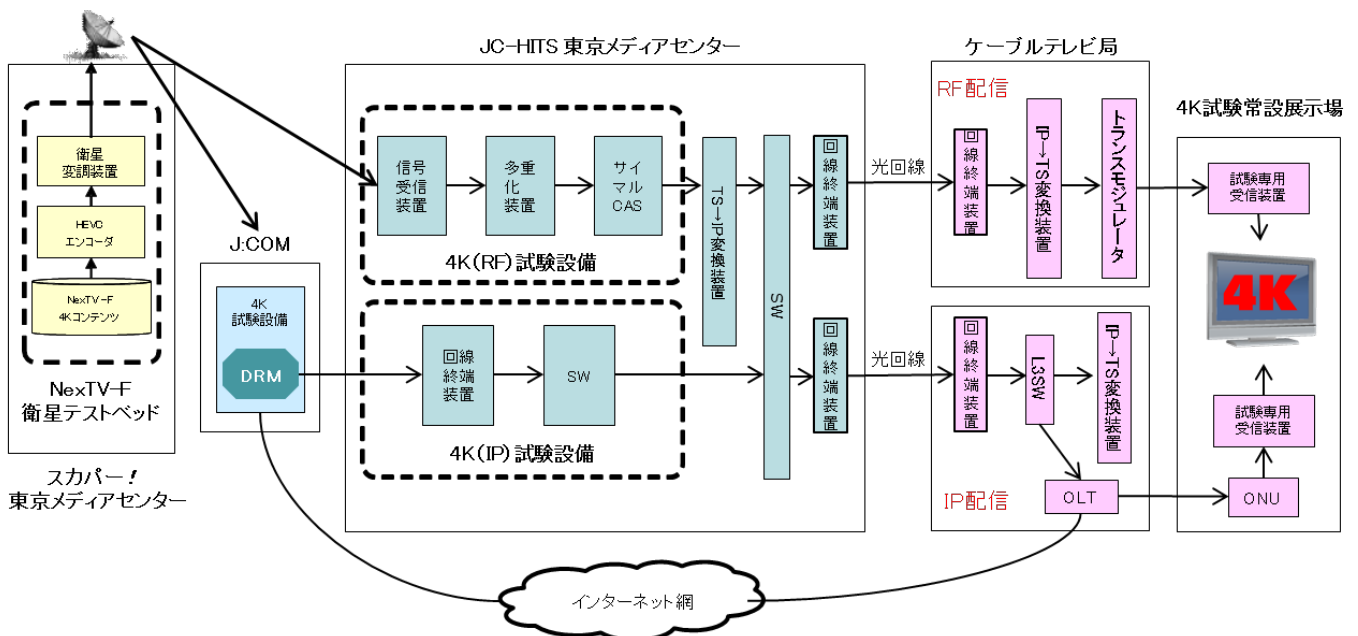 JC-HITS 東京メディアセンター
ケーブルテレビ局
RF配信
4K試験常設展示場
衛星
変調装置
HEVC
エンコーダ
NexTV-F
4Kコンテンツ
NexTV-F
衛星テストベッド
スカパー！
東京メディアセンター
J:COM
4K
試験設備
DRM
信号
受信
装置
多重
化
装置
サイ
マル
CAS
4K(RF)試験設備
TS→IP変換装置
SW
回線終端装置
光回線
回線終端装置
IP→TS変換装置
トランスモジュレータ
試験専用
受信装置
4K
回線
終端
装置
SW
4K(IP)試験設備
回線終端装置
光回線
回線終端装置
L3SW
IP→TS変換装置
試験専用
受信装置
IP配信
OLT
ONU
インターネット網